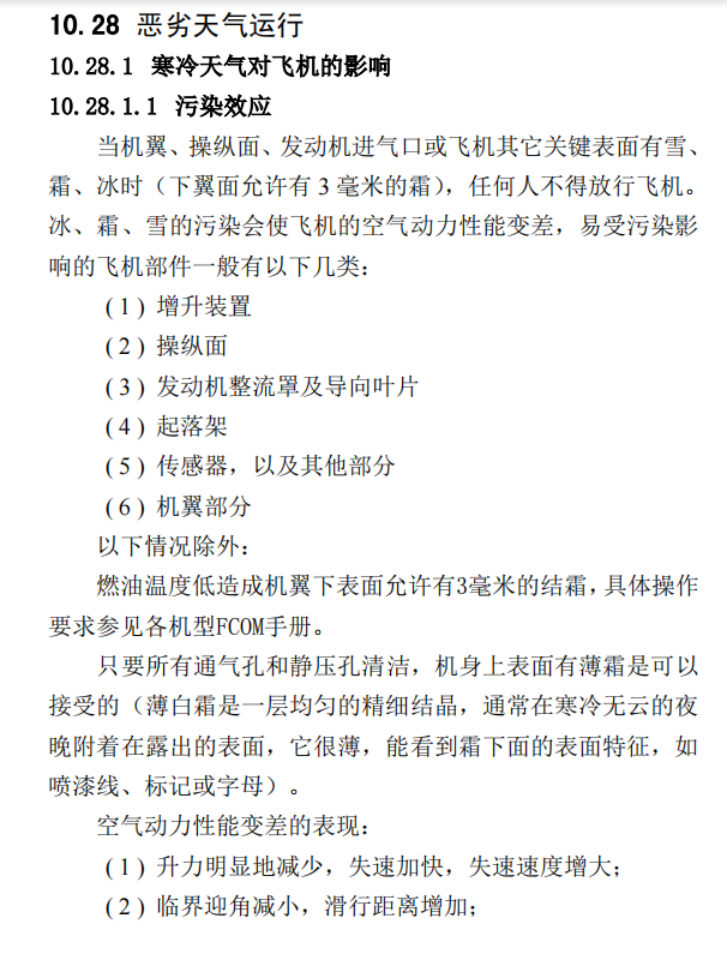 10.28 恶劣天气运行
10.28.1 寒冷天气对飞机的影响
10.28.1.1 污染效应
当机翼、操纵面、发动机进气口或飞机其它关键表面有雪、
霜、冰时（下翼面允许有 3 毫米的霜），任何人不得放行飞机。
冰、霜、雪的污染会使飞机的空气动力性能变差，易受污染影
响的飞机部件一般有以下几类：
(1) 增升装置
(2) 操纵面
(3) 发动机整流罩及导向叶片
(4) 起落架
(5) 传感器，以及其他部分
(6) 机翼部分
以下情况除外：
燃油温度低造成机翼下表面允许有3毫米的结霜，具体操作
要求参见各机型FCOM手册。
只要所有通气孔和静压孔清洁，机身上表面有薄霜是可以
接受的（薄白霜是一层均匀的精细结晶，通常在寒冷无云的夜
晚附着在露出的表面，它很薄，能看到霜下面的表面特征，如
喷漆线、标记或字母）。
空气动力性能变差的表现：
(1) 升力明显地减少，失速加快，失速速度增大；
(2) 临界迎角减小，滑行距离增加；